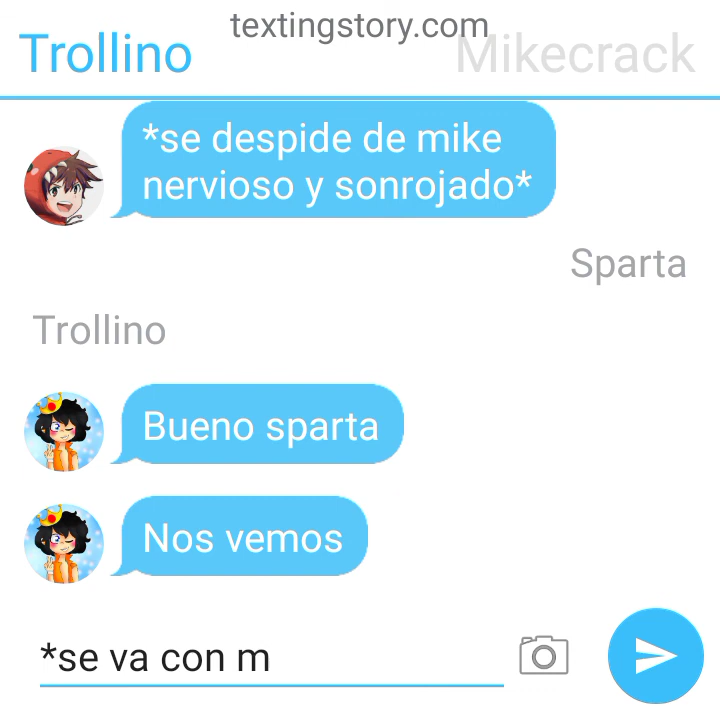 textingstory.com
Trollino
Mikecrack
*se despide de mike
nervioso y sonrojado*
Sparta
Trollino
Bueno sparta
Nos vemos
*se va con m